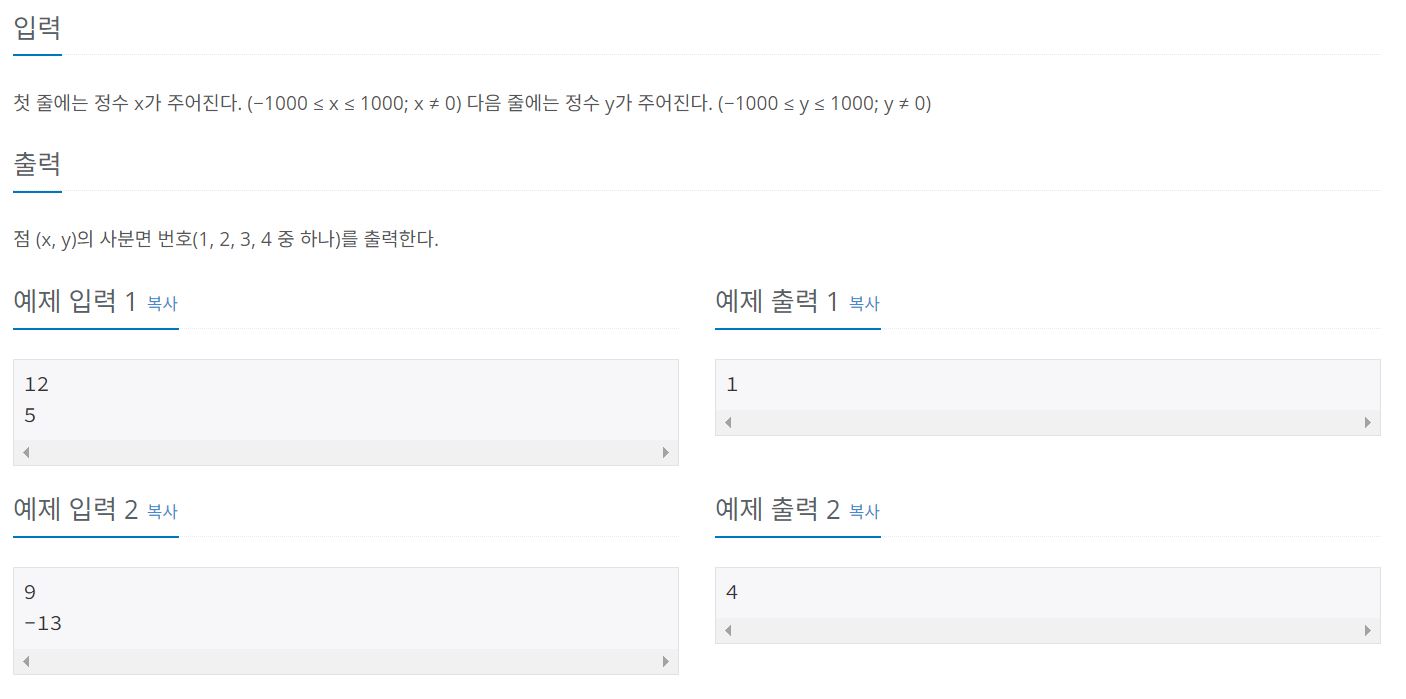 입력
첫 줄에는 정수 x가 주어진다. (−1000 ≤ x ≤ 1000; x ≠ 0) 다음 줄에는 정수 y가 주어진다. (−1000 ≤ y ≤ 1000; y ≠ 0)
출력
점 (x, y)의 사분면 번호(1, 2, 3, 4 중 하나)를 출력한다.
예제 입력 1 복사
12
5
예제 출력 1 복사
1
예제 입력 2 복사
9
-13
예제 출력 2 복사
4